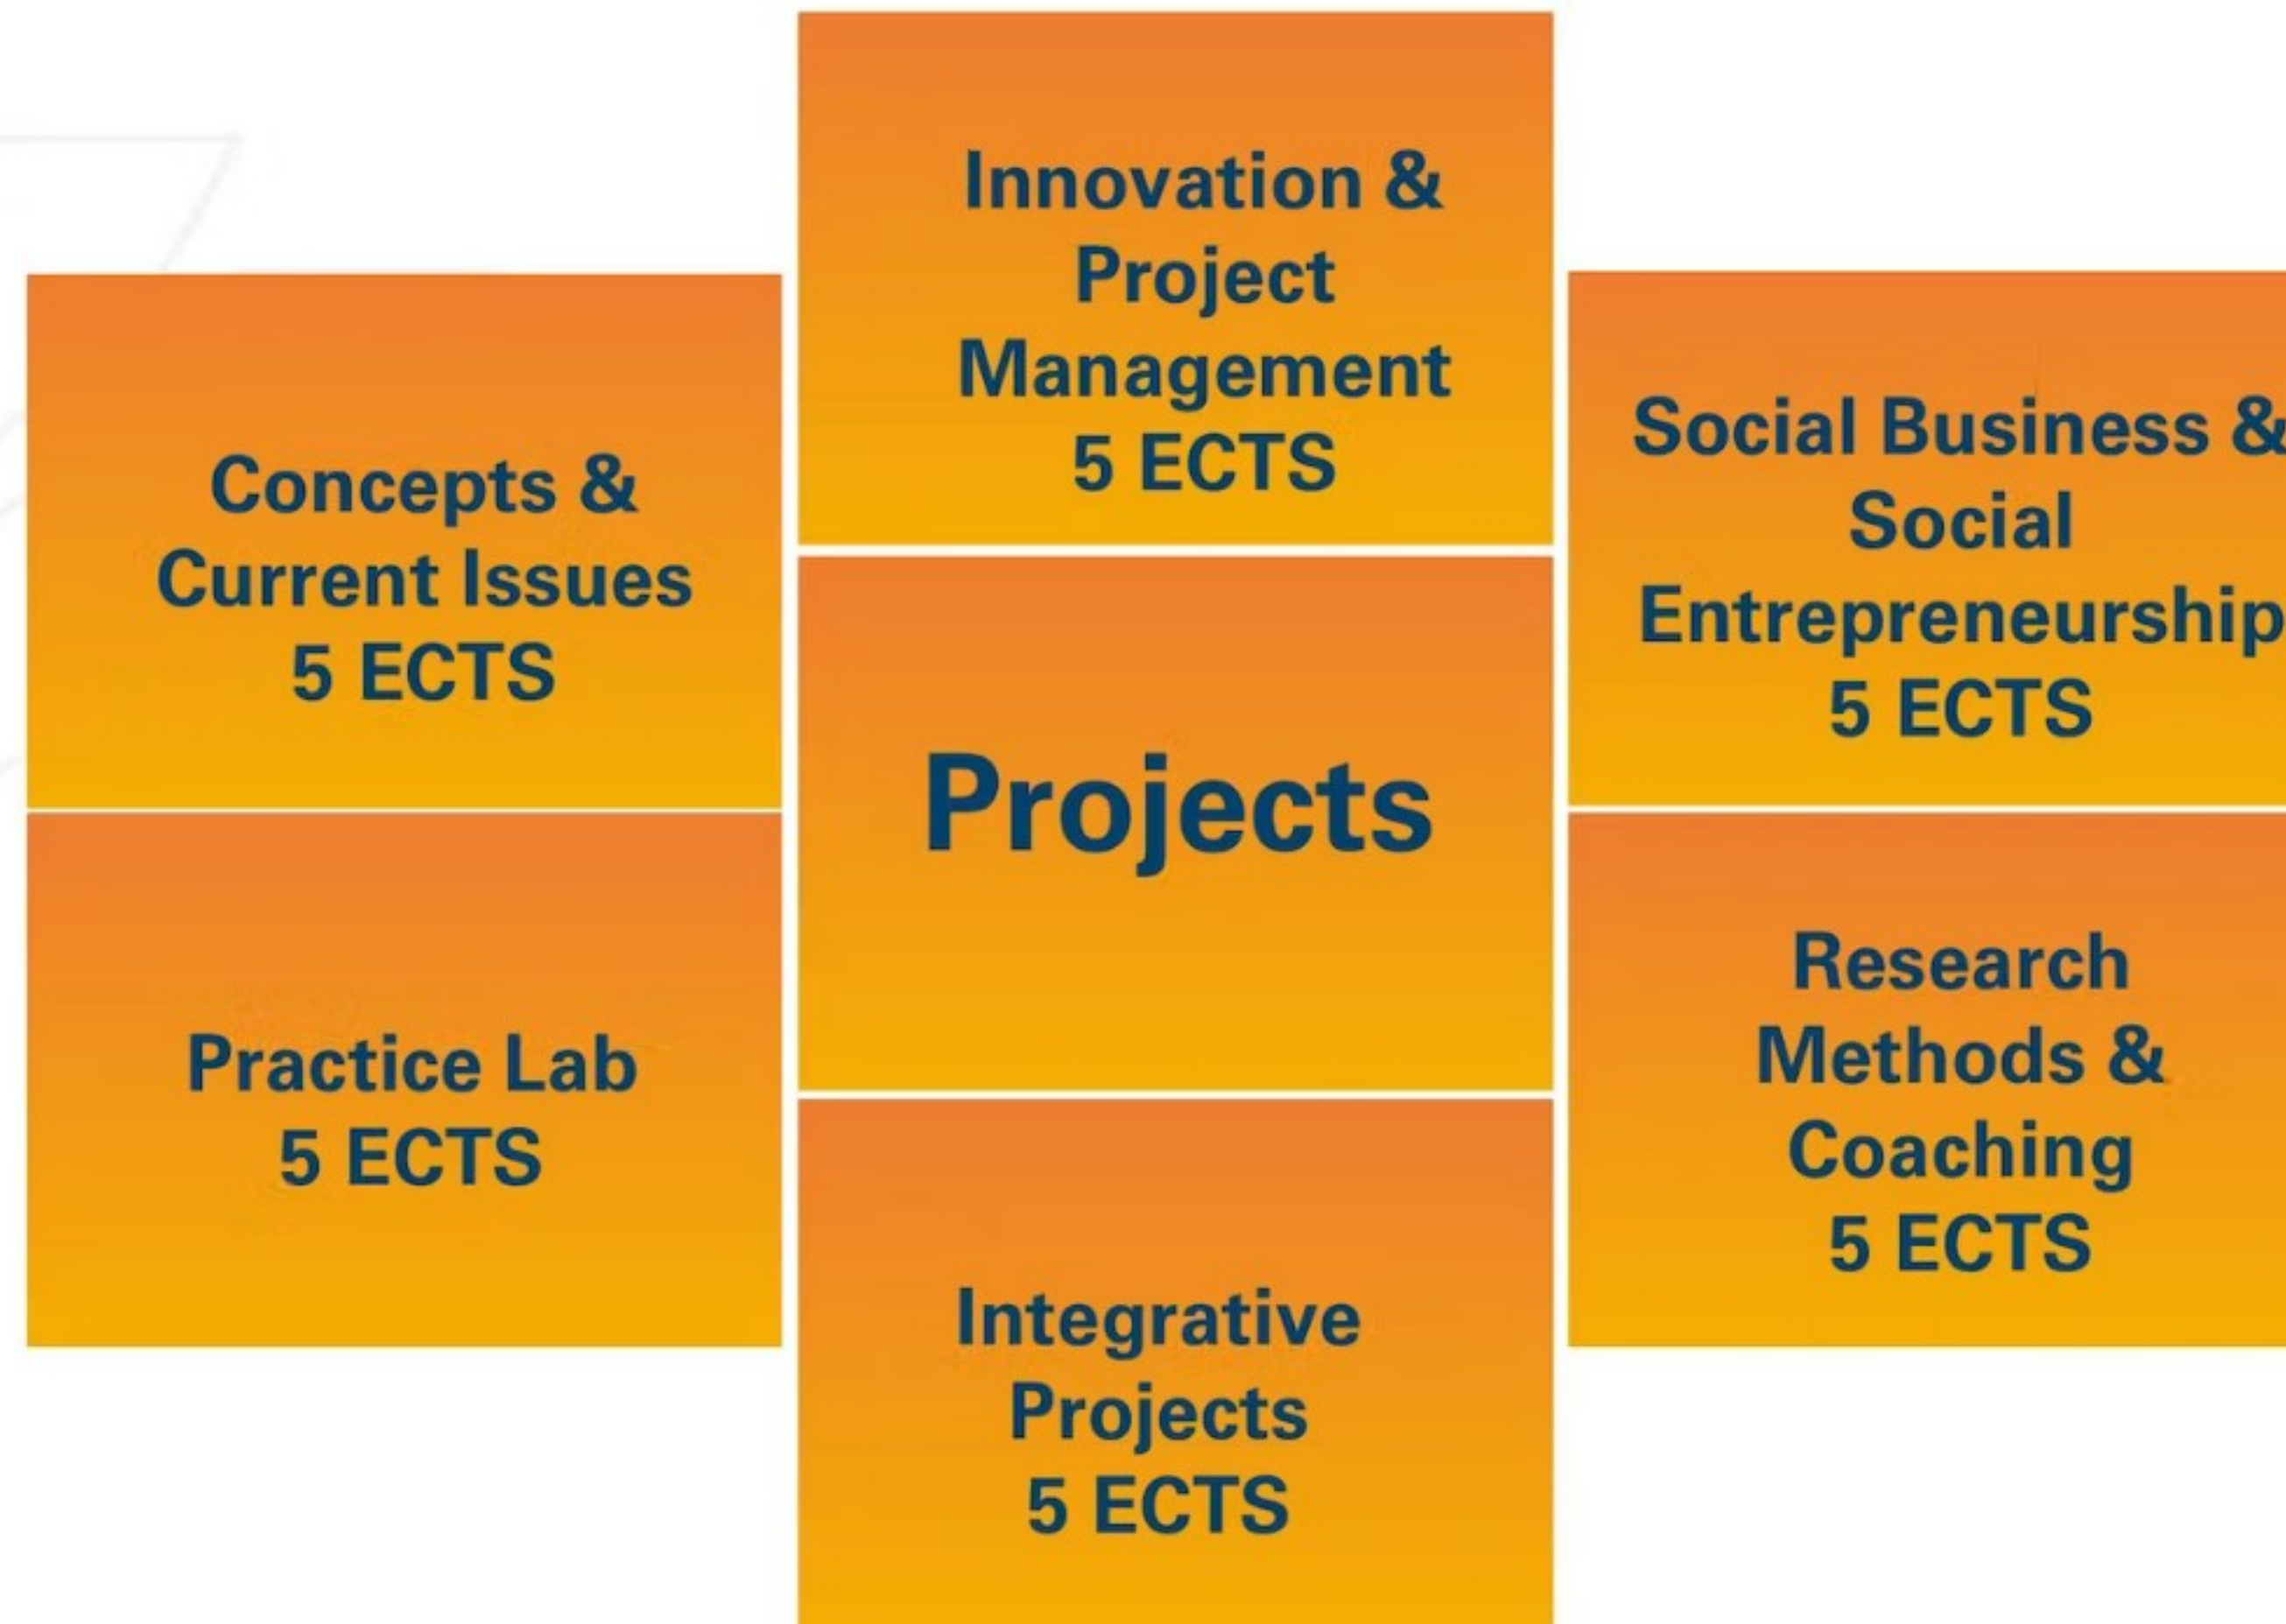 Innovation &
Project
Management
5 ECTS
Concepts &
Current Issues
5 ECTS
Social Business &
Social
Entrepreneurship
5 ECTS
Projects
Practice Lab
5 ECTS
Research
Methods &
Coaching
5 ECTS
Integrative
Projects
5 ECTS